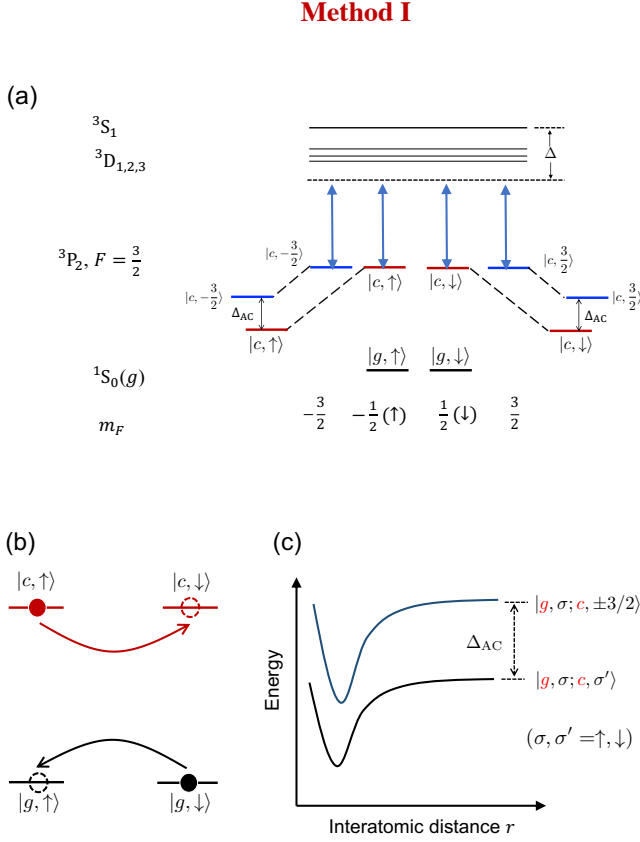 Method I
(a)
³S₁
³D₁,₂,₃
Δ
³P₂, F = 3/2
|c, -3/2⟩
|c, ↑⟩
|c, ↓⟩
|c, 3/2⟩
|c, -3/2⟩
Δ_AC
|c, ↑⟩
|c, 3/2⟩
Δ_AC
|c, ↓⟩
¹S₀(g)
|g, ↑⟩
|g, ↓⟩
m_F
-3/2
-1/2 (↑)
1/2 (↓)
3/2
(b)
|c, ↑⟩
|c, ↓⟩
|g, ↑⟩
|g, ↓⟩
(c)
Energy
|g, σ; c, ±3/2⟩
Δ_AC
|g, σ; c, σ′⟩
(σ, σ′ =↑, ↓)
Interatomic distance r